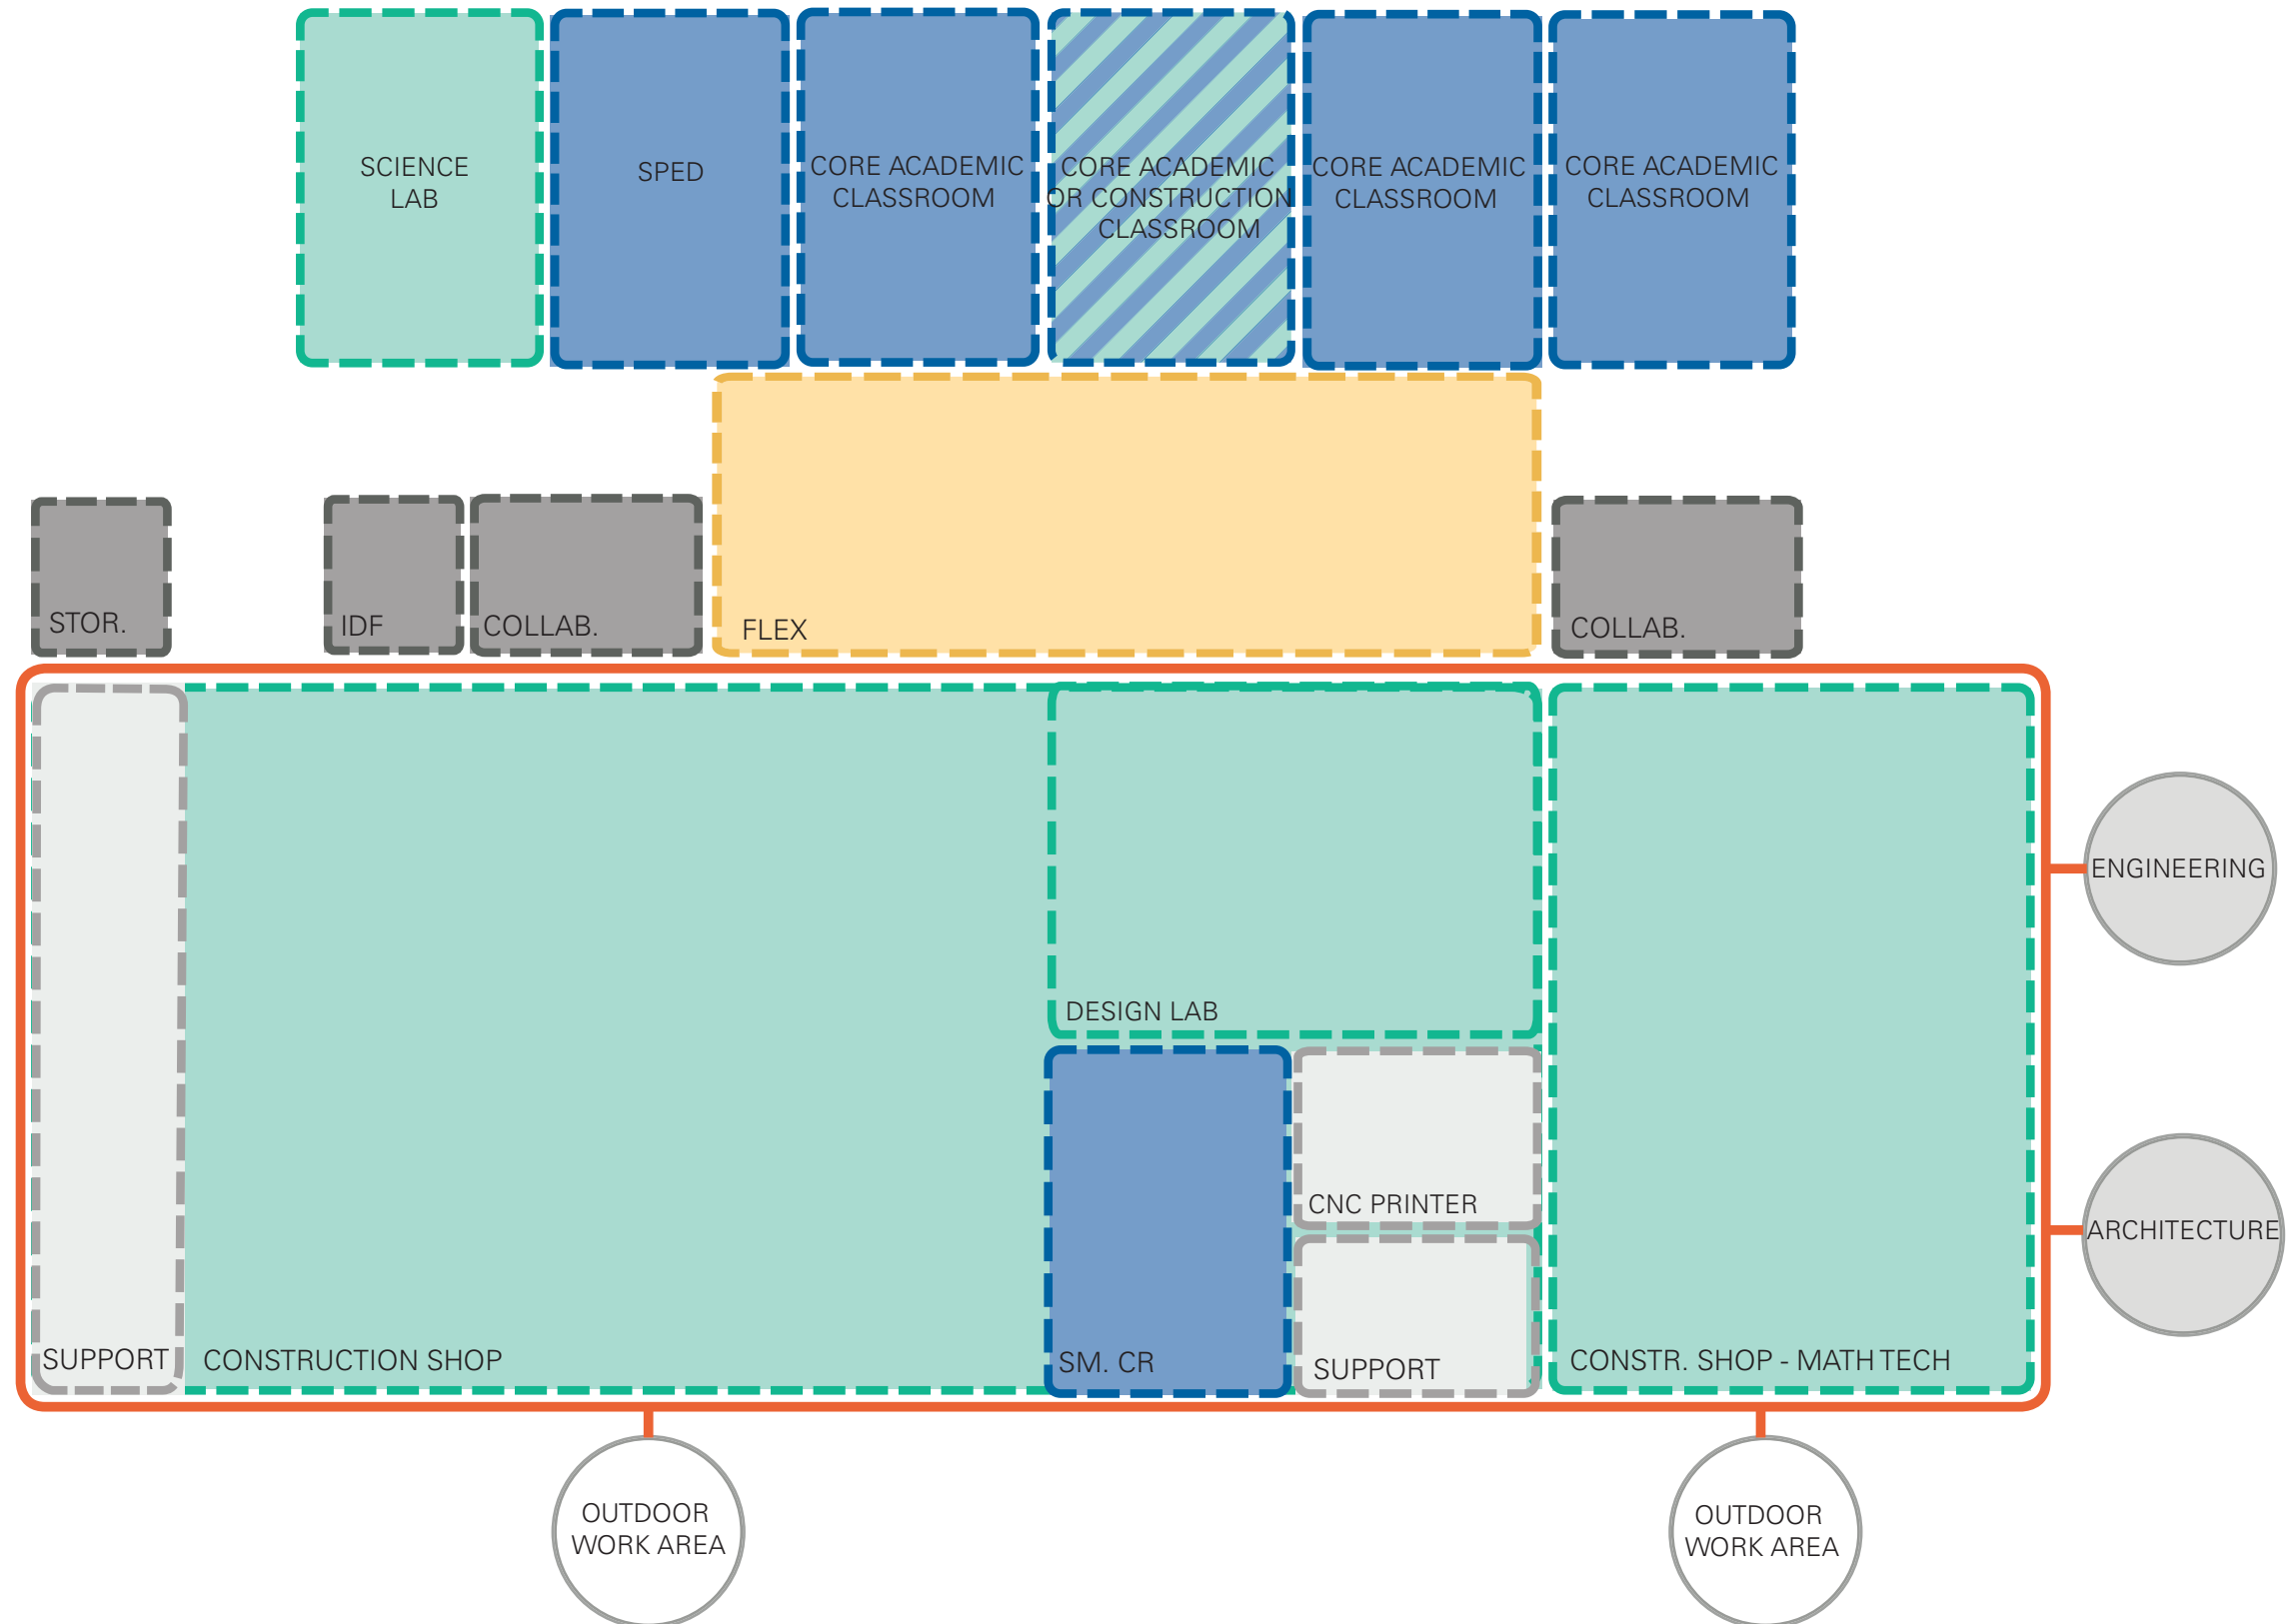 SCIENCE
LAB
SPED
CORE ACADEMIC
CLASSROOM
CORE ACADEMIC
OR CONSTRUCTION
CLASSROOM
CORE ACADEMIC
CLASSROOM
CORE ACADEMIC
CLASSROOM
STOR.
IDF
COLLAB.
FLEX
COLLAB.
DESIGN LAB
CNC PRINTER
SUPPORT
CONSTRUCTION SHOP
SM. CR
SUPPORT
CONSTR. SHOP - MATH TECH
ENGINEERING
ARCHITECTURE
OUTDOOR
WORK AREA
OUTDOOR
WORK AREA